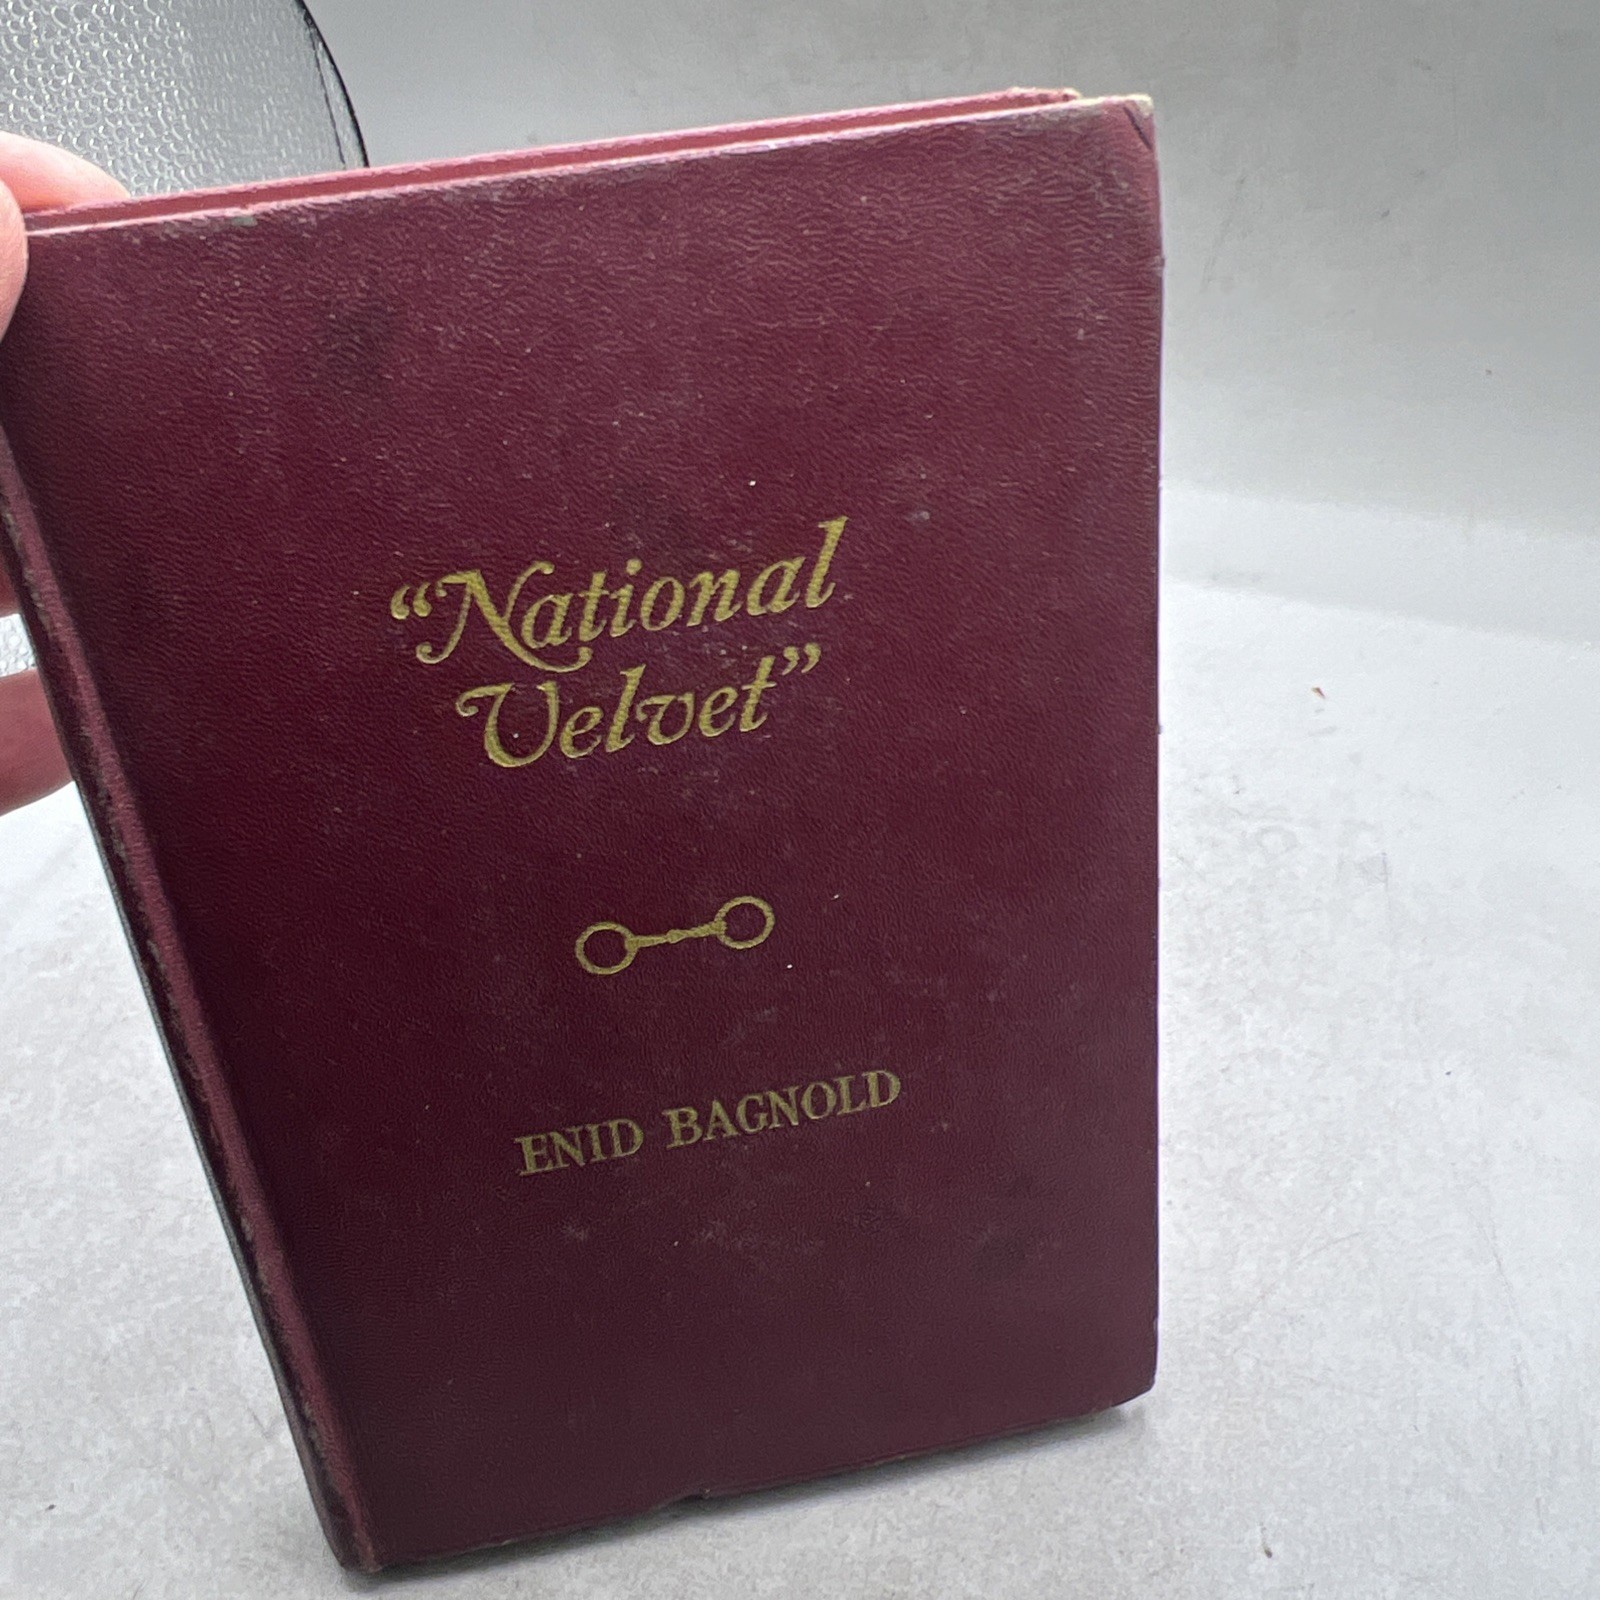 “National
Velvet”
ENID BAGNOLD